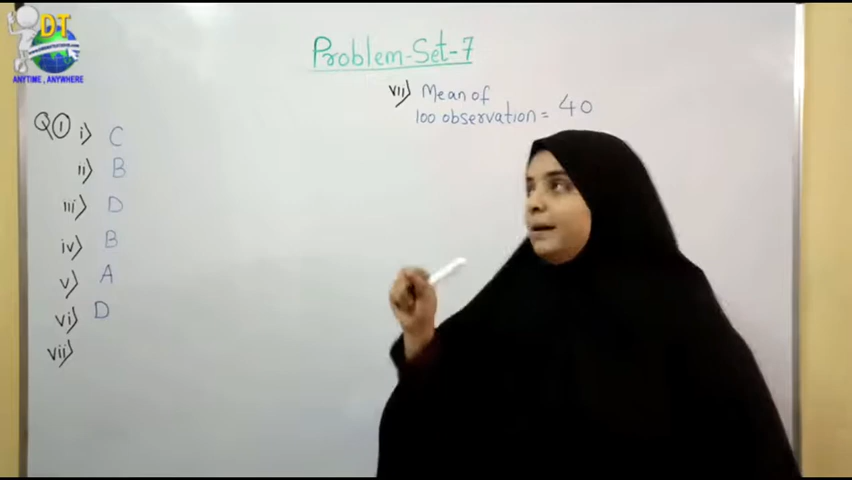 DT
ANYTIME, ANYWHERE
Problem-Set-7
vii) Mean of
100 observation = 40
Q1 i) C
ii) B
iii) D
iv) B
v) A
vi) D
vii)